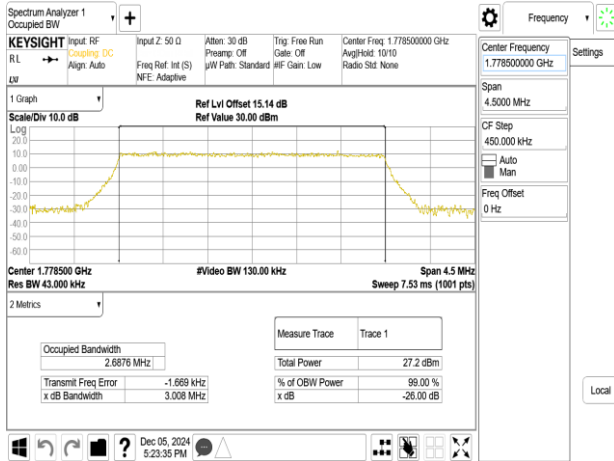 Spectrum Analyzer 1
Occupied BW
KEYSIGHT
RL
Input: RF
Coupling: DC
Align: Auto
Input Z: 50 Ω
Freq Ref: Int (S)
NFE: Adaptive
Atten: 30 dB
Preamp: Off
µW Path: Standard
Trig: Free Run
Gate: Off
#IF Gain: Low
Center Freq: 1.778500000 GHz
Avg|Hold: 10/10
Radio Std: None
1 Graph
Scale/Div 10.0 dB
Ref Lvl Offset 15.14 dB
Ref Value 30.00 dBm
Log
20.0
10.0
0.00
-10.0
-20.0
-30.0
-40.0
-50.0
-60.0
Center 1.778500 GHz
#Video BW 130.00 kHz
Span 4.5 MHz
Res BW 43.000 kHz
Sweep 7.53 ms (1001 pts)
2 Metrics
Occupied Bandwidth
2.6876 MHz
Transmit Freq Error -1.669 kHz
x dB Bandwidth 3.008 MHz
Measure Trace Trace 1
Total Power 27.2 dBm
% of OBW Power 99.00 %
x dB -26.00 dB
Dec 05, 2024
5:23:35 PM
Frequency
Center Frequency
1.778500000 GHz
Span
4.5000 MHz
CF Step
450.000 kHz
Auto
Man
Freq Offset
0 Hz
Settings
Local